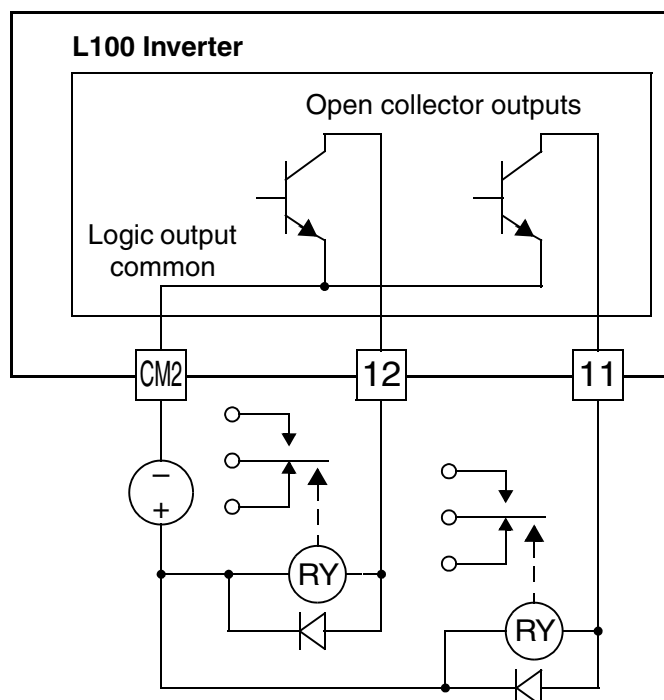 L100 Inverter
Open collector outputs
Logic output
common
CM2
12
11
−
+
RY
RY